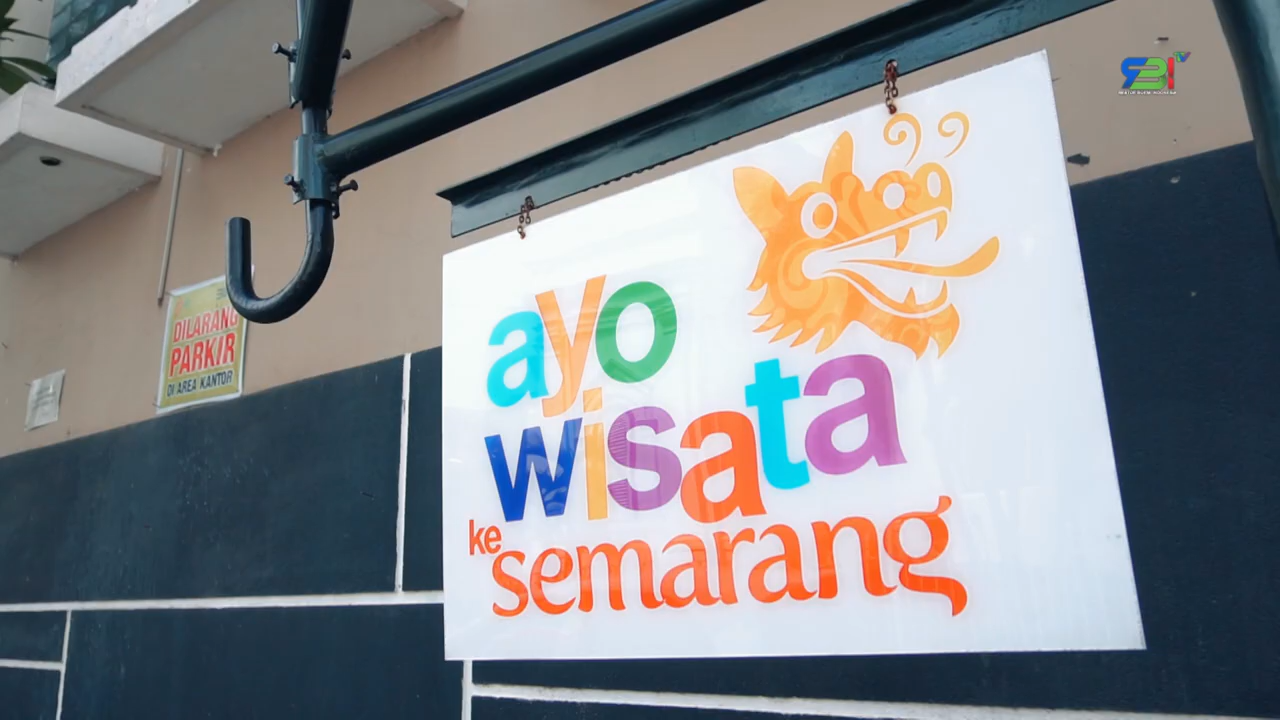 DILARANG
PARKIR
DI AREA KANTOR
ayo
wisata
ke
semarang